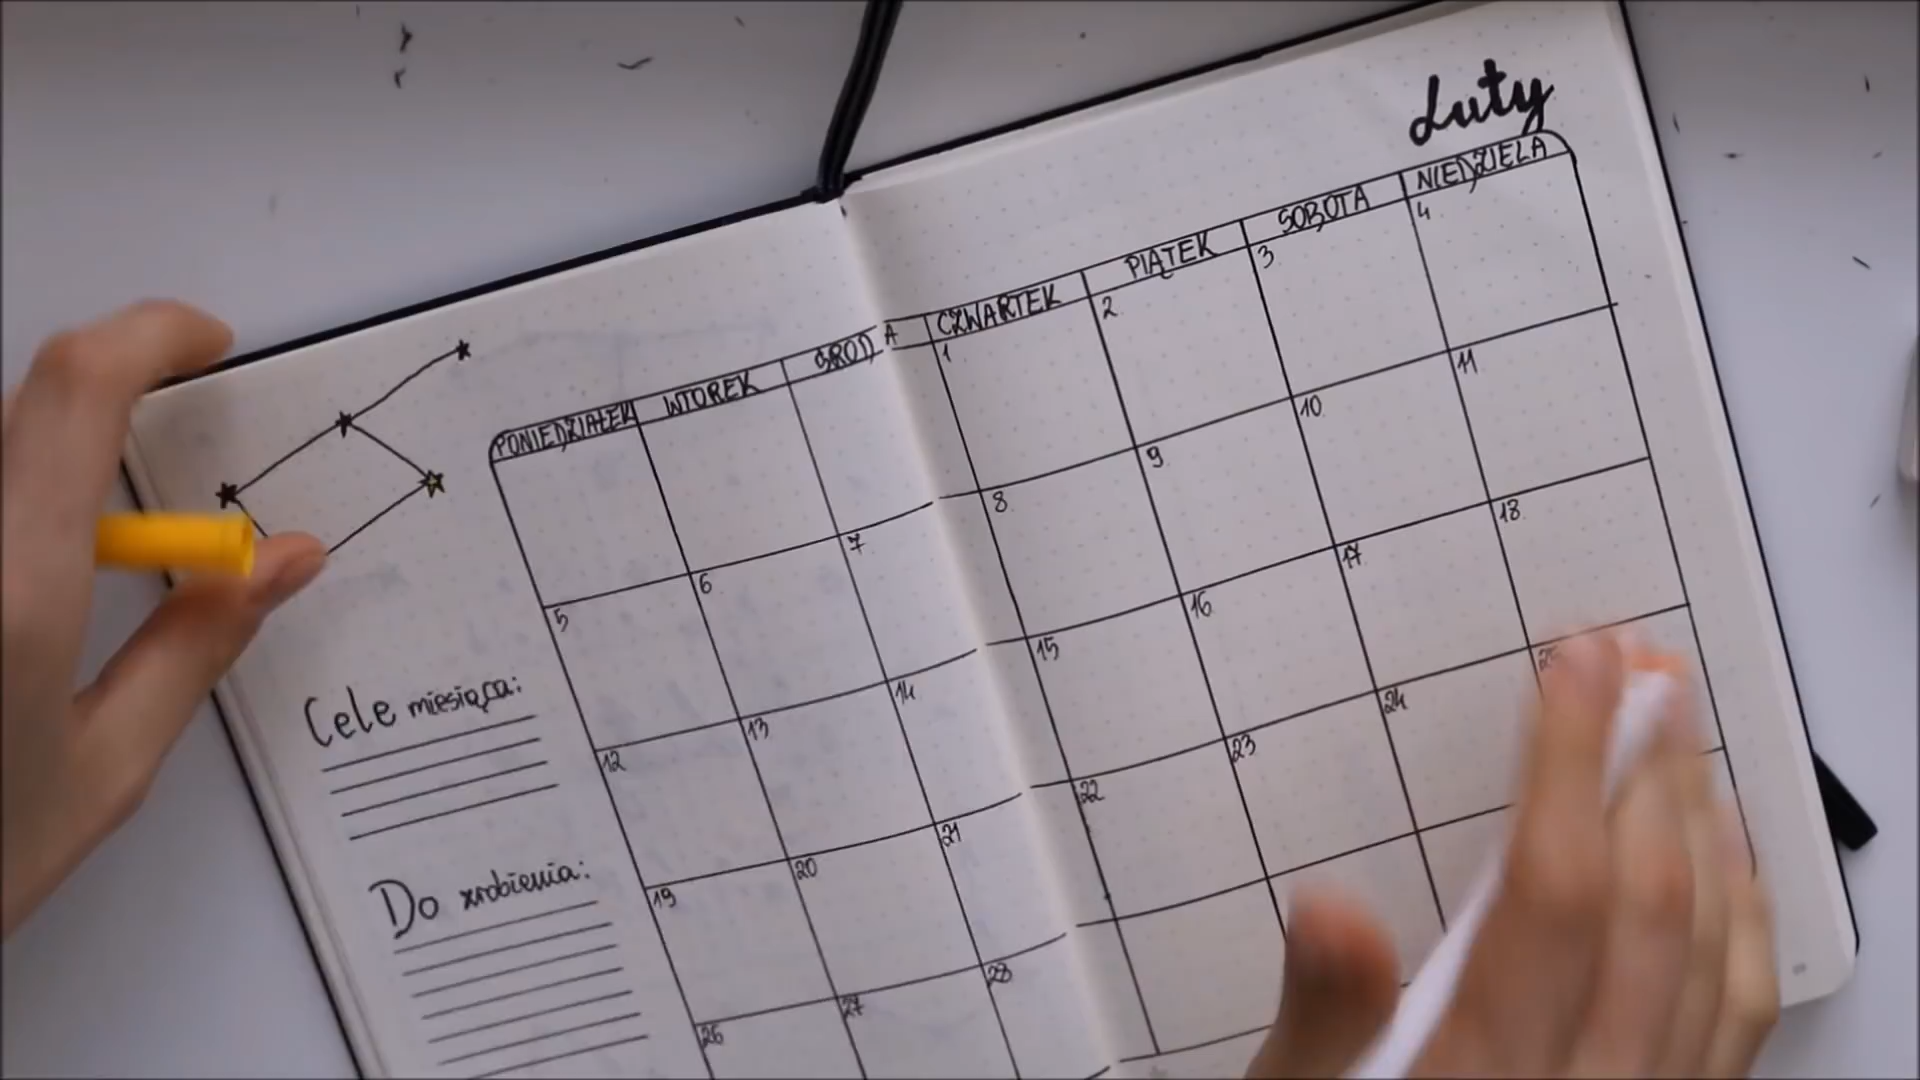 Luty
PONIEDZIAŁEK WTOREK ŚRODA CZWARTEK PIĄTEK SOBOTA NIEDZIELA
1 2 3 4
5 6 7 8 9 10 11
12 13 14 15 16 17 18
19 20 21 22 23 24 25
26 27 28
Cele miesiąca:
Do zrobienia: